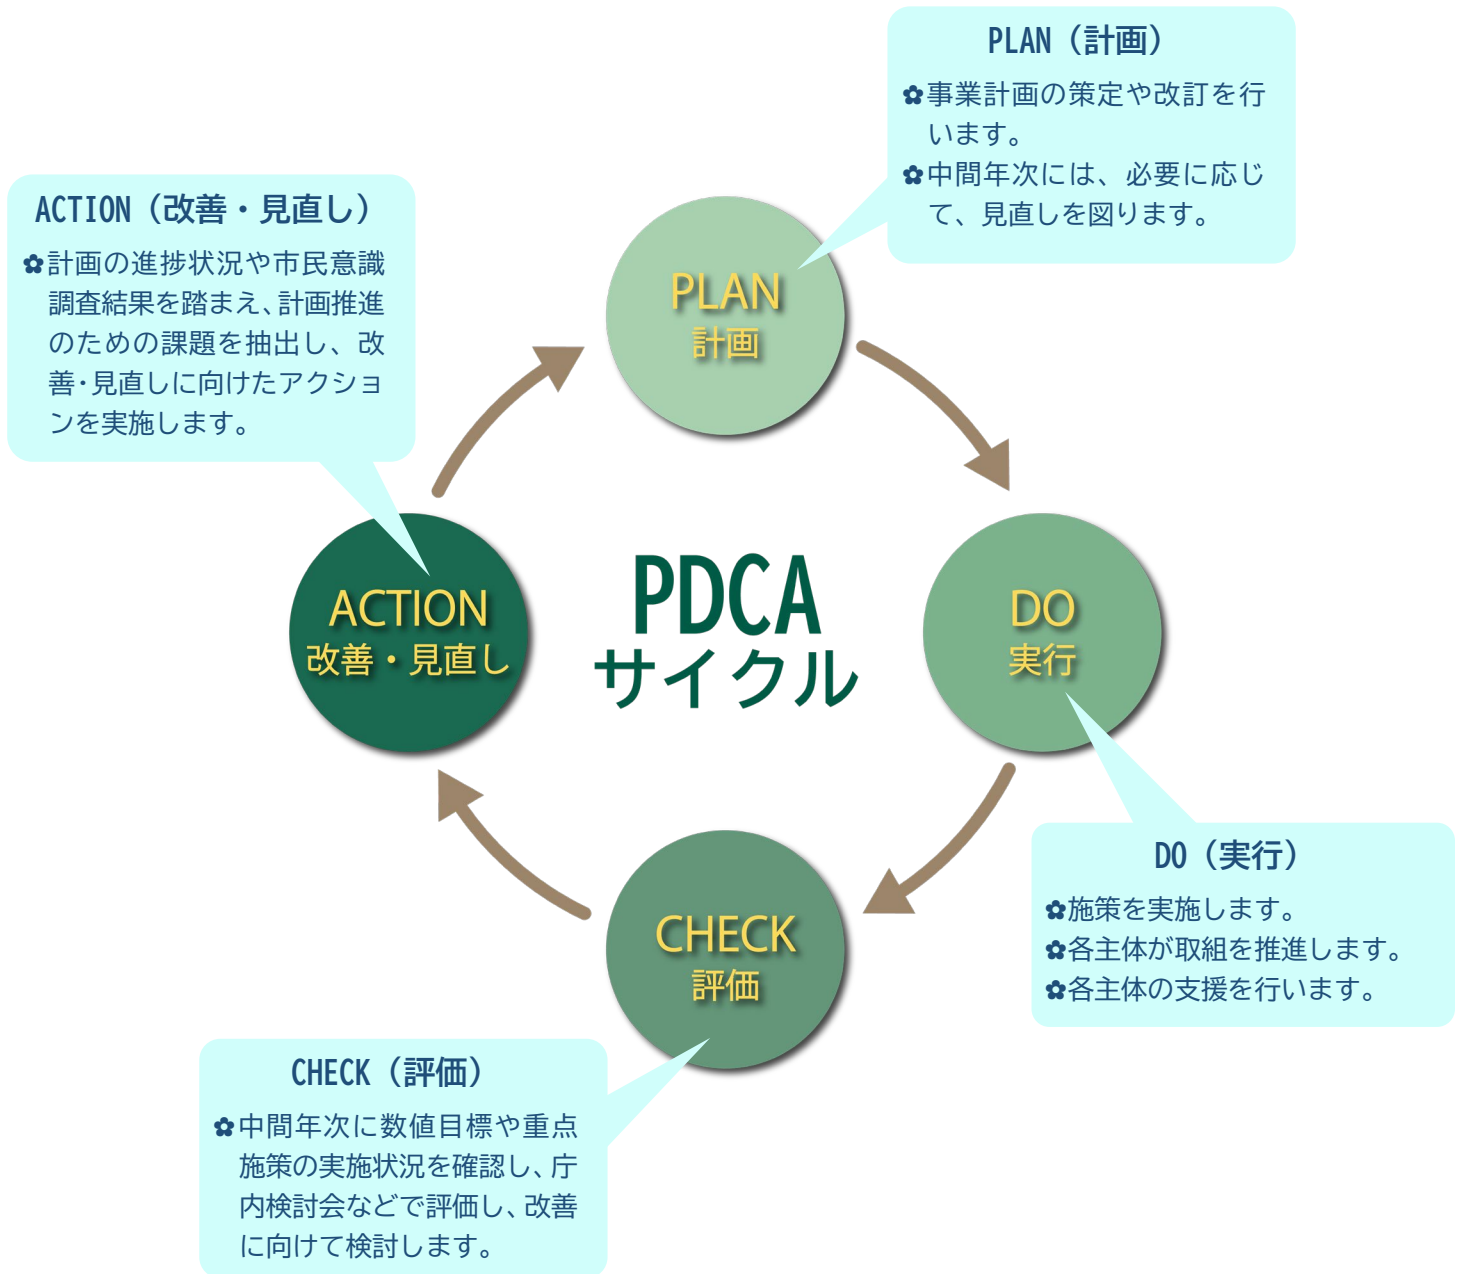 PLAN（計画）
✿事業計画の策定や改訂を行
います。
✿中間年次には、必要に応じ
て、見直しを図ります。
ACTION（改善・見直し）
✿計画の進捗状況や市民意識
調査結果を踏まえ、計画推進
のための課題を抽出し、改
善・見直しに向けたアクショ
ンを実施します。
PLAN
計画
ACTION
改善・見直し
PDCA
サイクル
DO
実行
CHECK
評価
DO（実行）
✿施策を実施します。
✿各主体が取組を推進します。
✿各主体の支援を行います。
CHECK（評価）
✿中間年次に数値目標や重点
施策の実施状況を確認し、庁
内検討会などで評価し、改善
に向けて検討します。